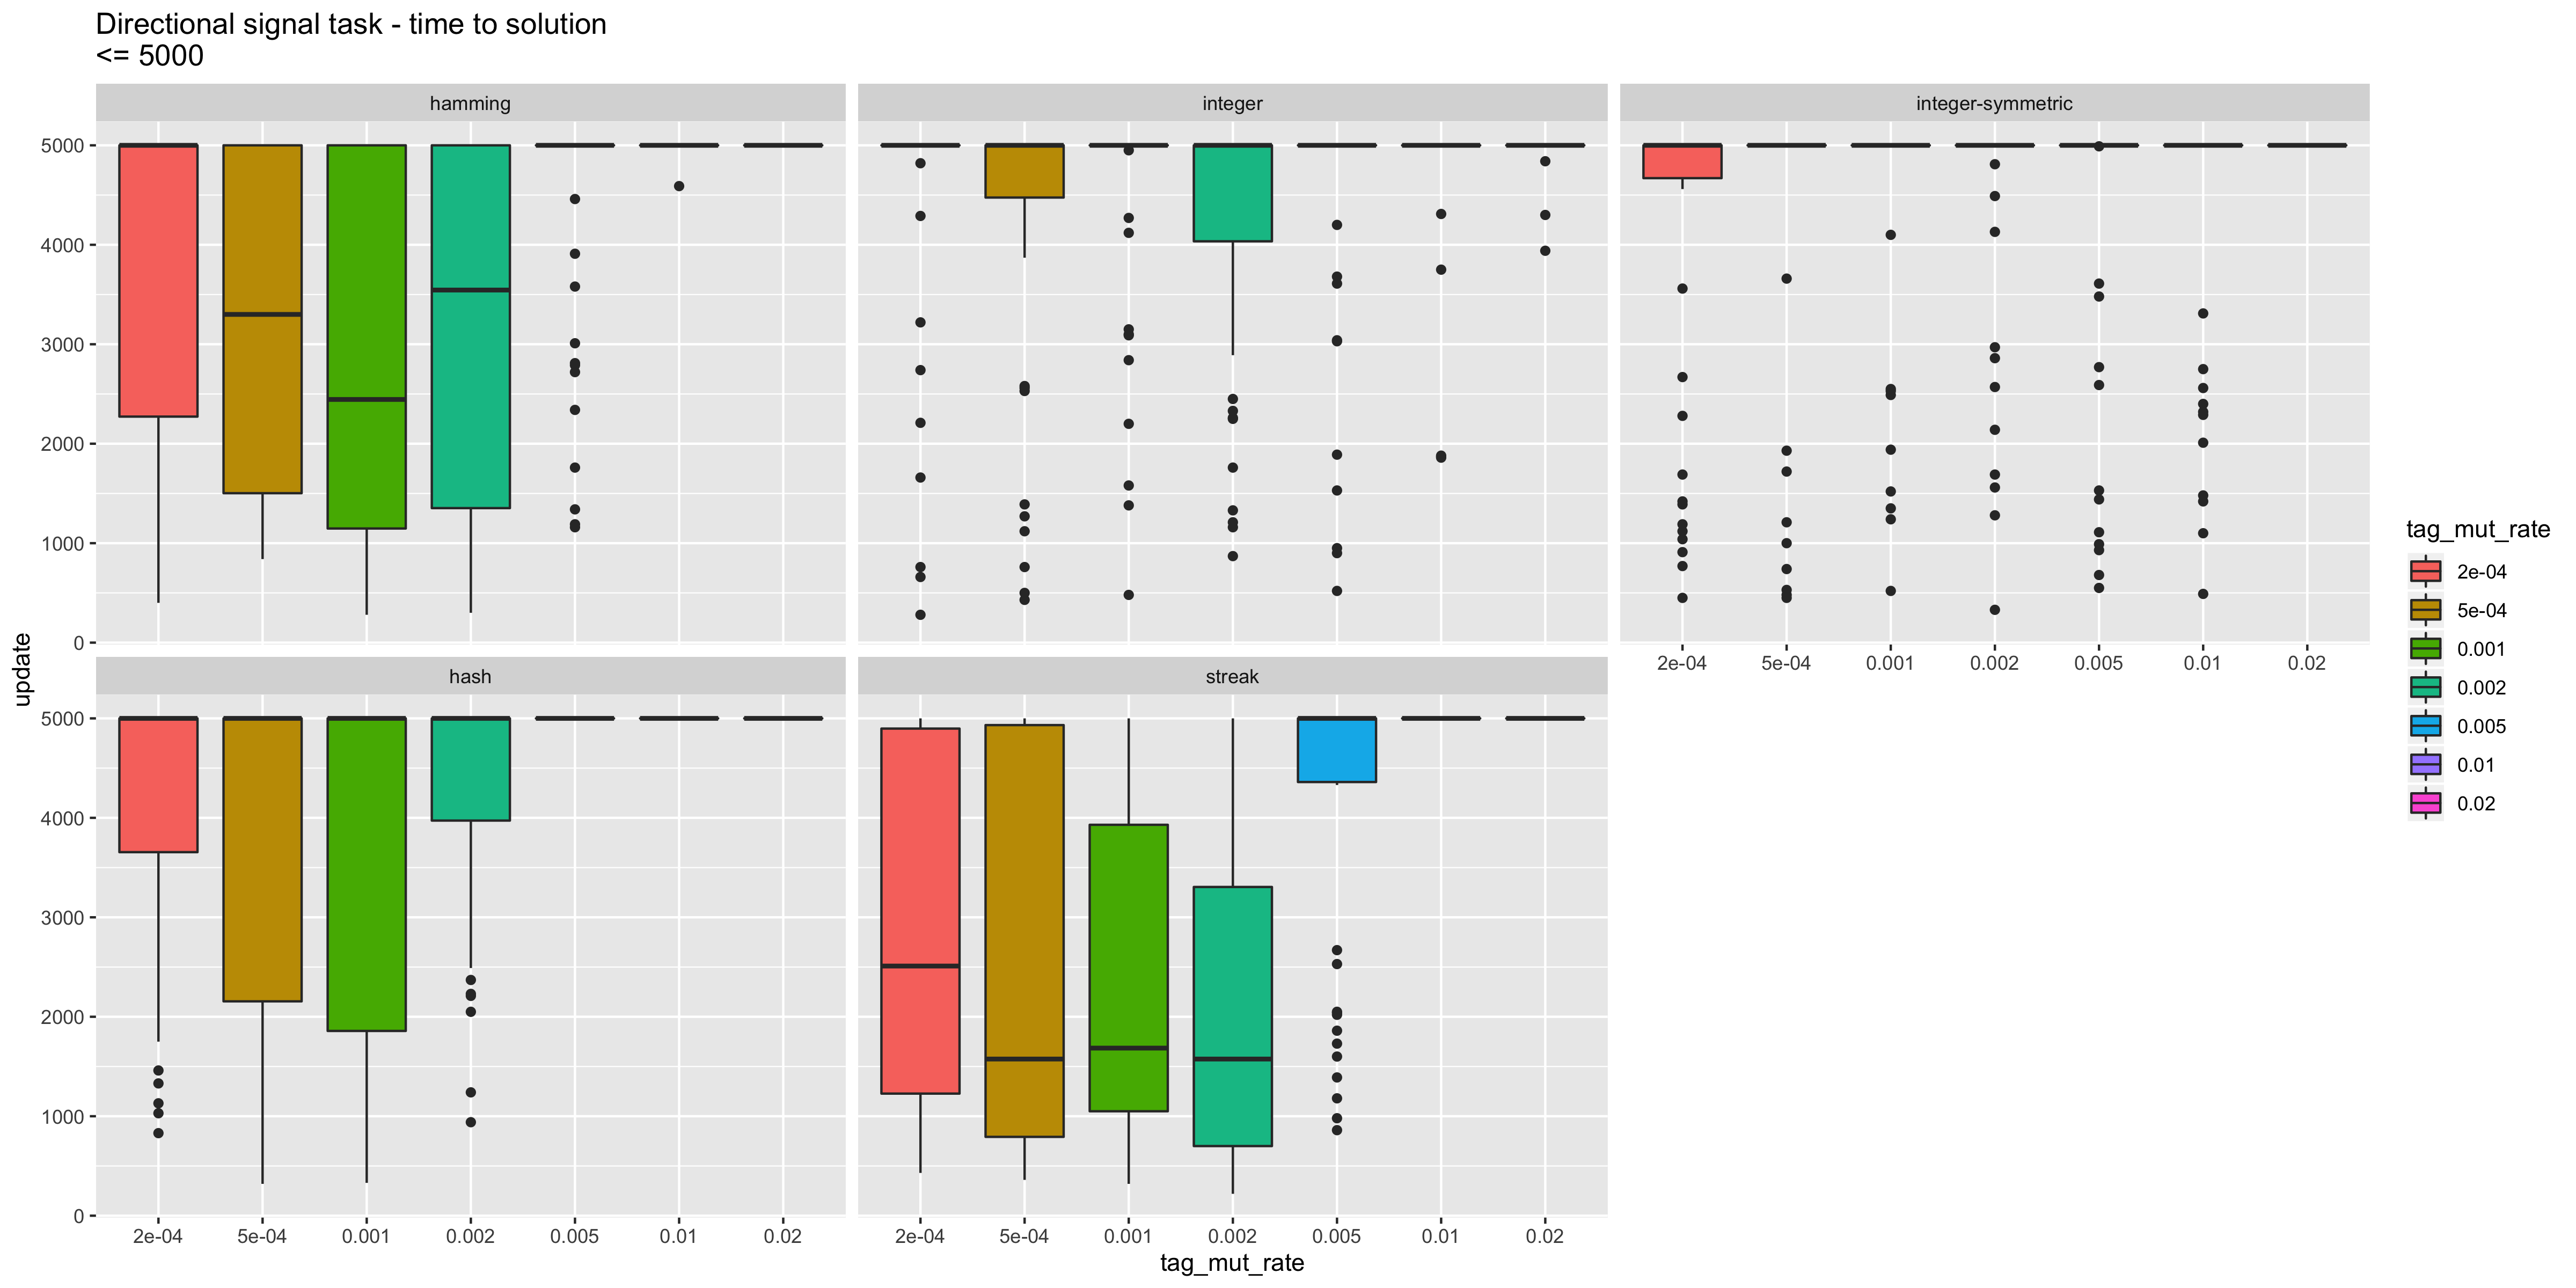 Directional signal task - time to solution
<= 5000
hamming
integer
integer-symmetric
5000
4000
3000
2000
1000
0
2e-04 5e-04 0.001 0.002 0.005 0.01 0.02
hash
streak
5000
4000
3000
2000
1000
0
2e-04 5e-04 0.001 0.002 0.005 0.01 0.02
2e-04 5e-04 0.001 0.002 0.005 0.01 0.02
update
tag_mut_rate
tag_mut_rate
2e-04
5e-04
0.001
0.002
0.005
0.01
0.02